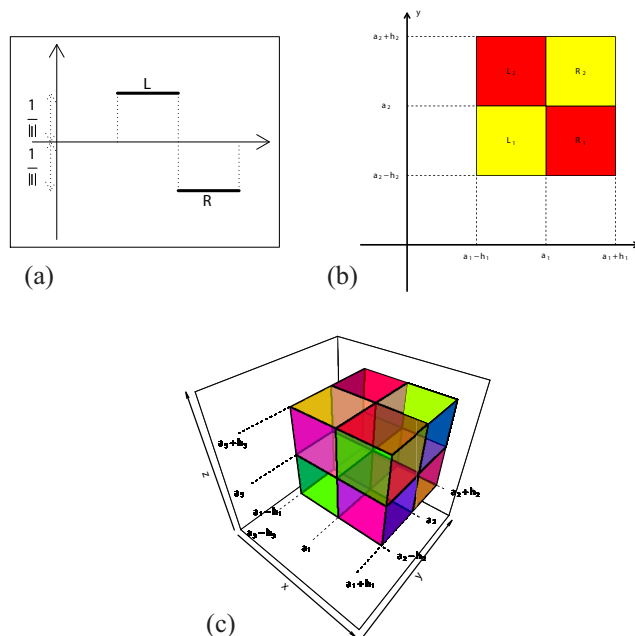 L
1
|I|
1
|I|
R
(a)
y
a₂+h₂
L₂ R₂
a₂
L₁ R₁
a₂−h₂
a₁−h₁ a₁ a₁+h₁
(b)
a₃+h₃
a₃
a₁−h₁
a₃−h₃
a₁
a₁+h₁
a₂−h₂
a₂
a₂+h₂
z
x
y
(c)